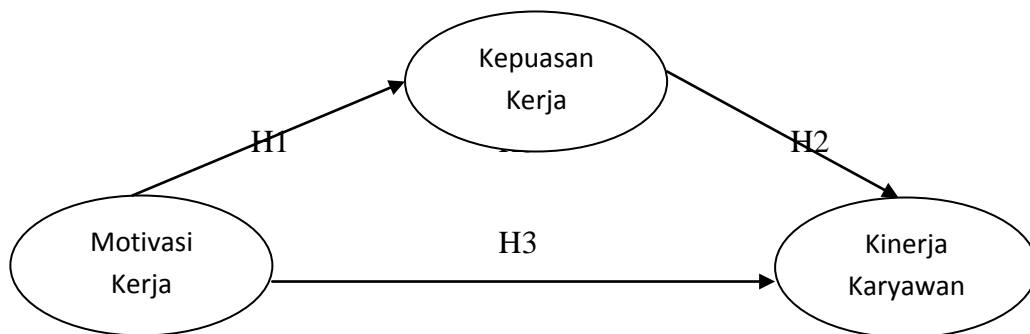 Kepuasan
Kerja
H1
H2
Motivasi
Kerja
H3
Kinerja
Karyawan